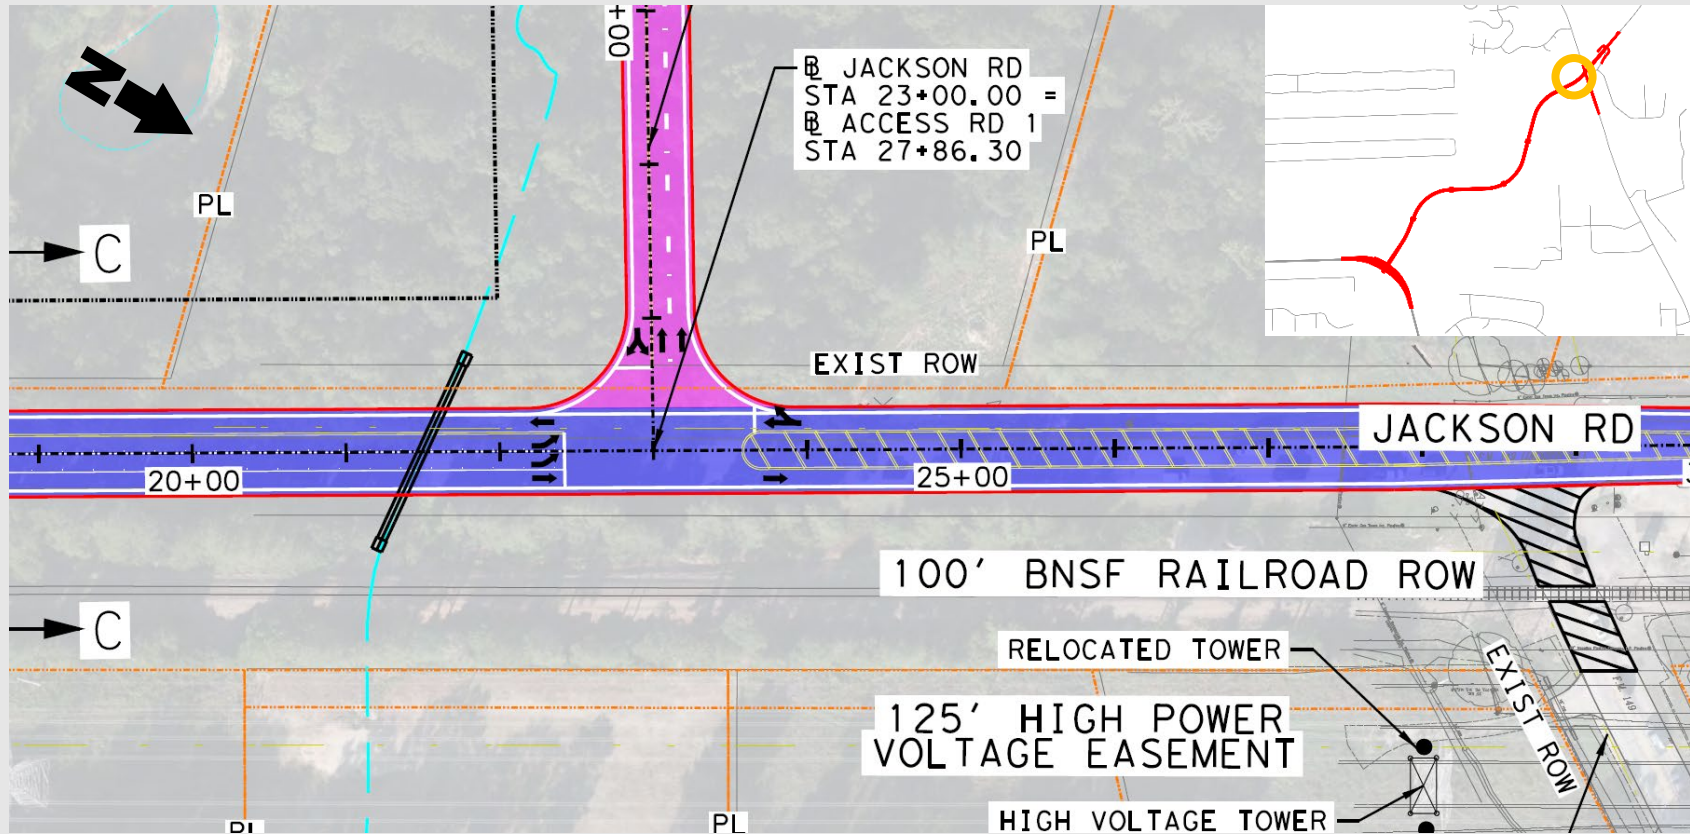 N
00+
℄ JACKSON RD
STA 23+00.00 =
℄ ACCESS RD 1
STA 27+86.30
PL
C
PL
EXIST ROW
JACKSON RD
20+00
25+00
100' BNSF RAILROAD ROW
C
RELOCATED TOWER
EXIST ROW
FM 149
125' HIGH POWER
VOLTAGE EASEMENT
HIGH VOLTAGE TOWER
PL
PL